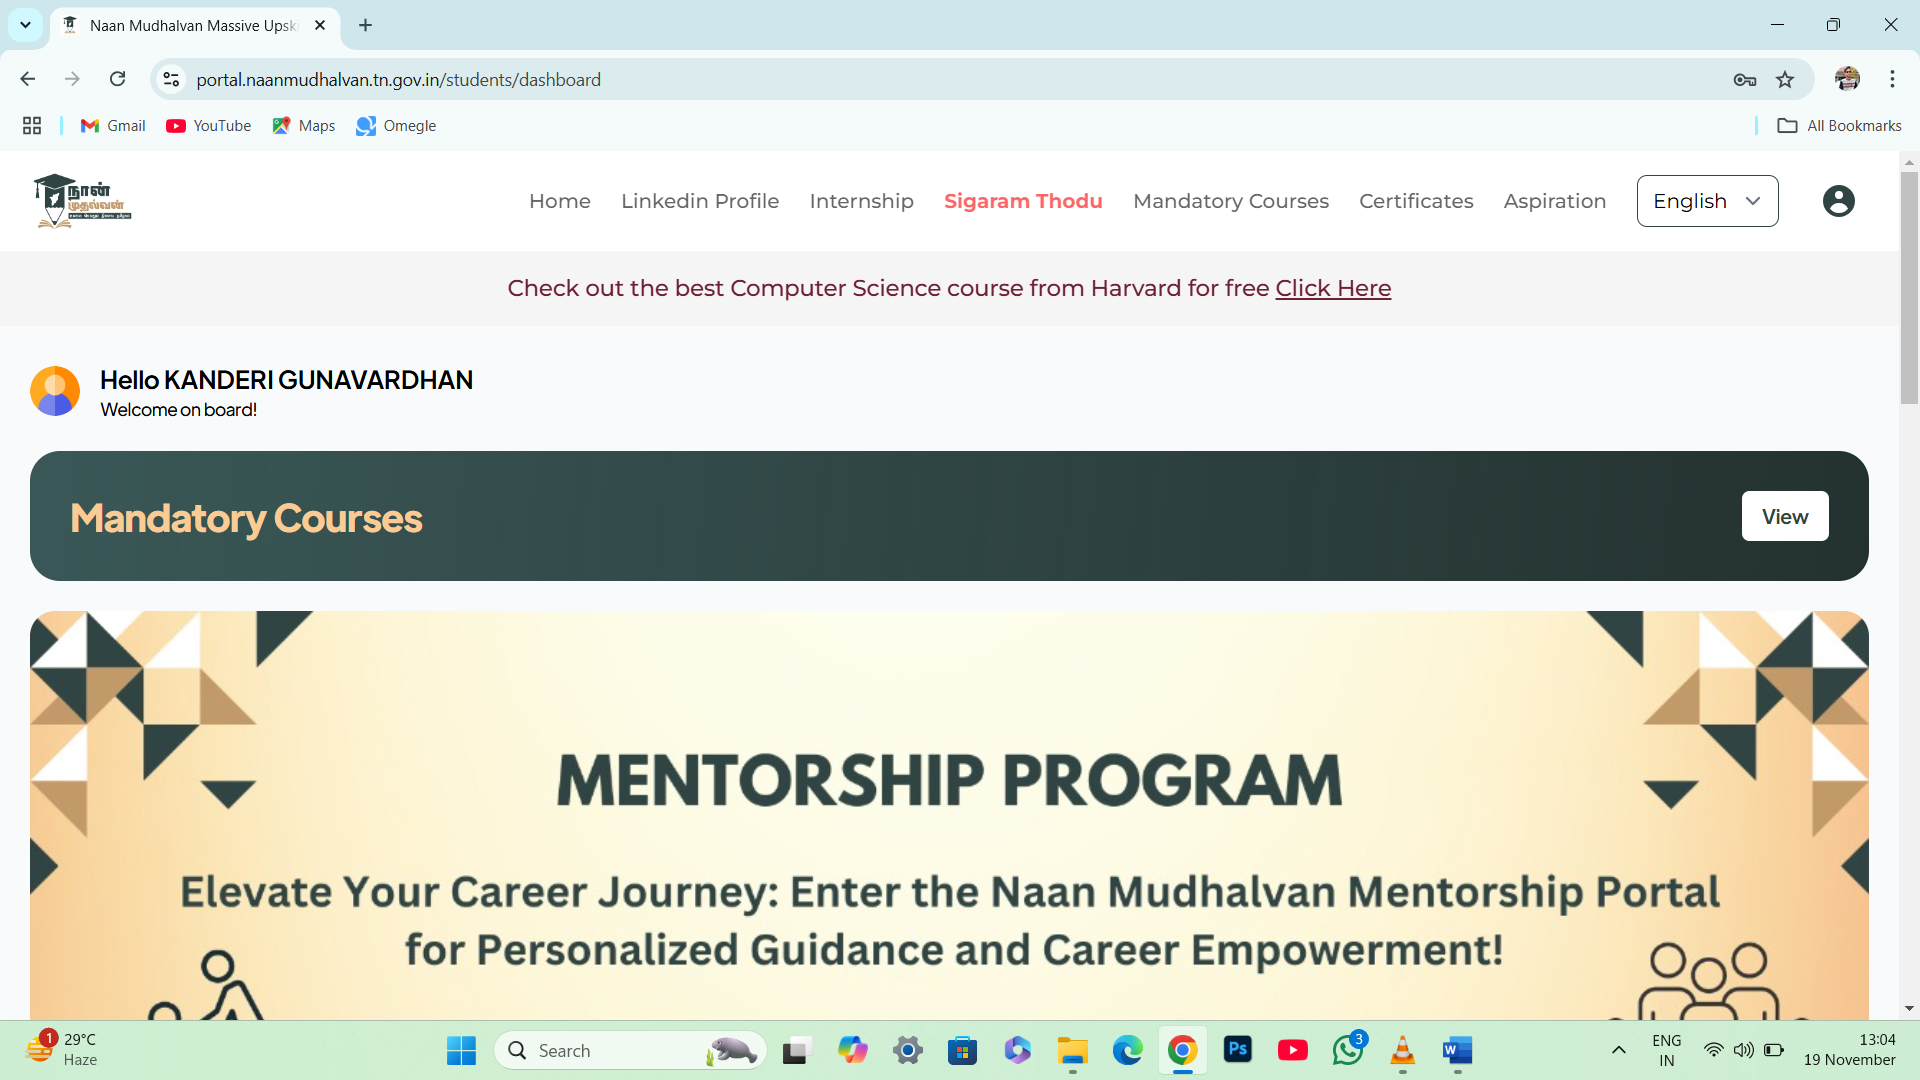 Naan Mudhalvan Massive Upsk
portal.naanmudhalvan.tn.gov.in/students/dashboard
Gmail
YouTube
Maps
Omegle
All Bookmarks
நான்
முதல்வன்
Home
Linkedin Profile
Internship
Sigaram Thodu
Mandatory Courses
Certificates
Aspiration
English
Check out the best Computer Science course from Harvard for free Click Here
Hello KANDERI GUNAVARDHAN
Welcome on board!
Mandatory Courses
View
MENTORSHIP PROGRAM
Elevate Your Career Journey: Enter the Naan Mudhalvan Mentorship Portal
for Personalized Guidance and Career Empowerment!
1
29°C
Haze
Search
Ps
3
W
ENG
IN
13:04
19 November